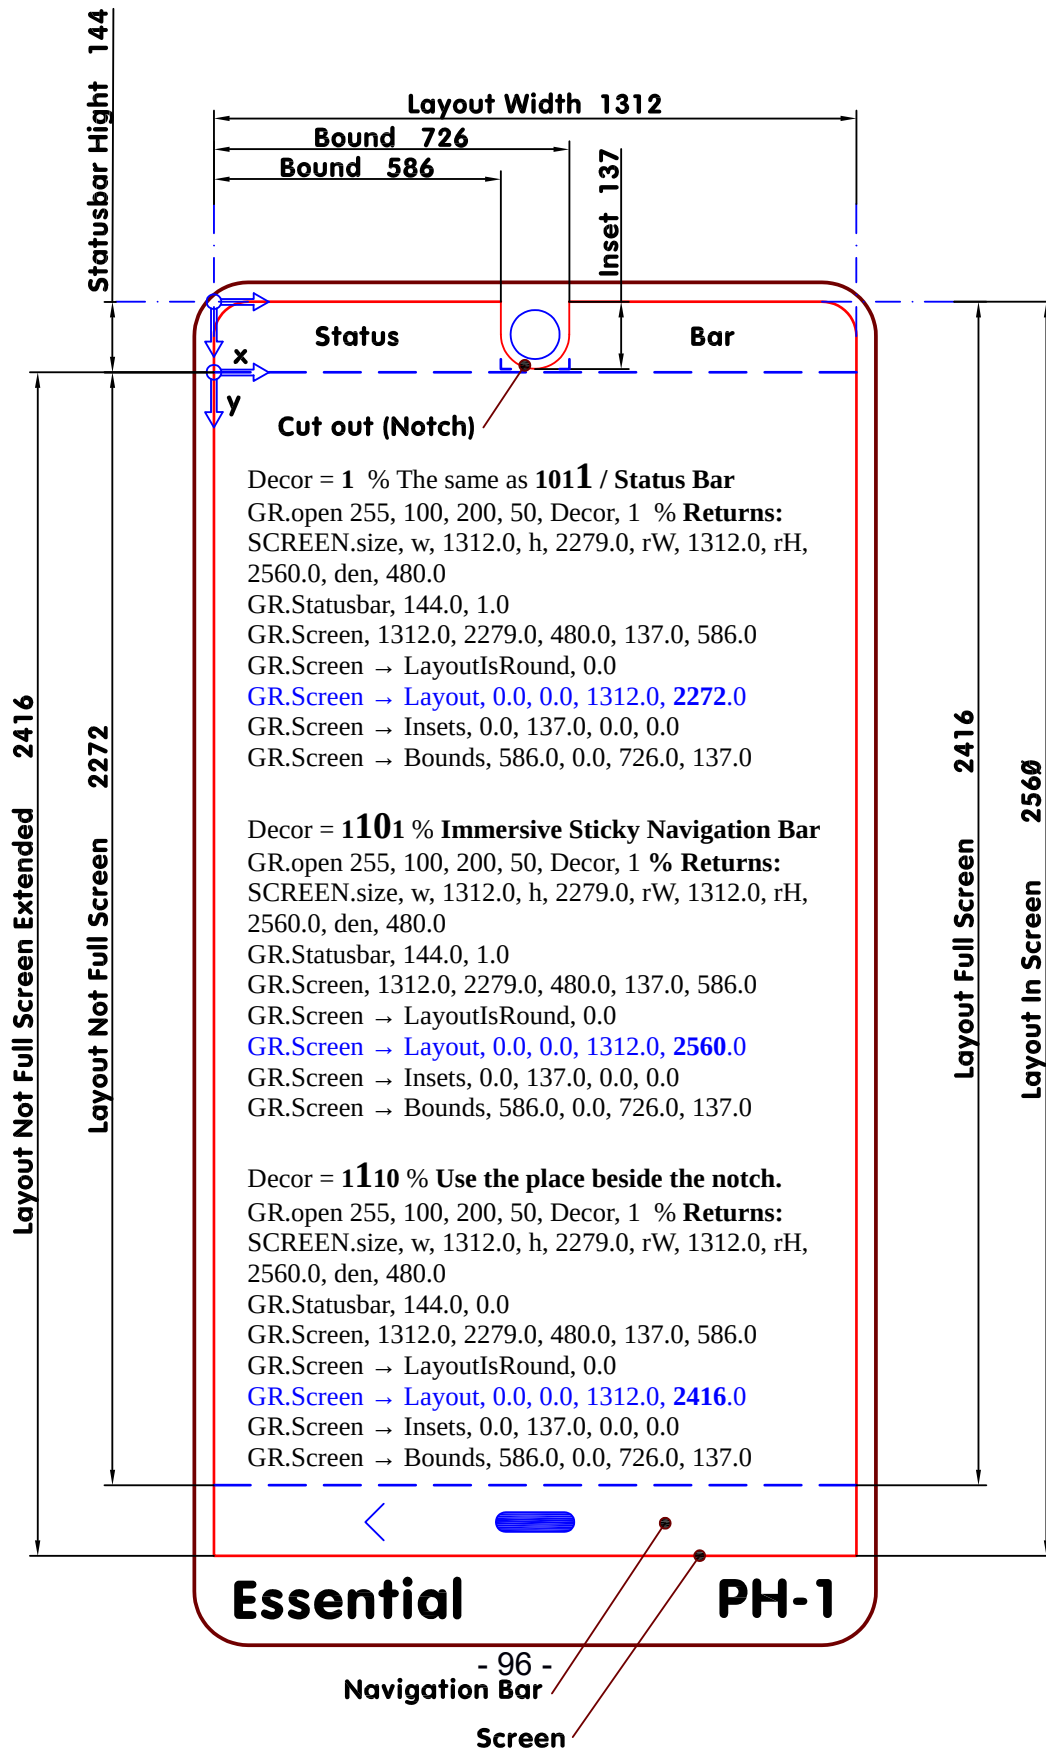 Statusbar Hight 144
Layout Width 1312
Bound 726
Bound 586
Inset 137
Status
Bar
x
y
Cut out (Notch)
Decor = 1 % The same as 1011 / Status Bar
GR.open 255, 100, 200, 50, Decor, 1 % Returns:
SCREEN.size, w, 1312.0, h, 2279.0, rW, 1312.0, rH,
2560.0, den, 480.0
GR.Statusbar, 144.0, 1.0
GR.Screen, 1312.0, 2279.0, 480.0, 137.0, 586.0
GR.Screen → LayoutIsRound, 0.0
GR.Screen → Layout, 0.0, 0.0, 1312.0, 2272.0
GR.Screen → Insets, 0.0, 137.0, 0.0, 0.0
GR.Screen → Bounds, 586.0, 0.0, 726.0, 137.0
Decor = 1101 % Immersive Sticky Navigation Bar
GR.open 255, 100, 200, 50, Decor, 1 % Returns:
SCREEN.size, w, 1312.0, h, 2279.0, rW, 1312.0, rH,
2560.0, den, 480.0
GR.Statusbar, 144.0, 1.0
GR.Screen, 1312.0, 2279.0, 480.0, 137.0, 586.0
GR.Screen → LayoutIsRound, 0.0
GR.Screen → Layout, 0.0, 0.0, 1312.0, 2560.0
GR.Screen → Insets, 0.0, 137.0, 0.0, 0.0
GR.Screen → Bounds, 586.0, 0.0, 726.0, 137.0
Decor = 1110 % Use the place beside the notch.
GR.open 255, 100, 200, 50, Decor, 1 % Returns:
SCREEN.size, w, 1312.0, h, 2279.0, rW, 1312.0, rH,
2560.0, den, 480.0
GR.Statusbar, 144.0, 0.0
GR.Screen, 1312.0, 2279.0, 480.0, 137.0, 586.0
GR.Screen → LayoutIsRound, 0.0
GR.Screen → Layout, 0.0, 0.0, 1312.0, 2416.0
GR.Screen → Insets, 0.0, 137.0, 0.0, 0.0
GR.Screen → Bounds, 586.0, 0.0, 726.0, 137.0
Layout Not Full Screen Extended 2416
Layout Not Full Screen 2272
Layout Full Screen 2416
Layout In Screen 2560
Essential
PH-1
- 96 -
Navigation Bar
Screen